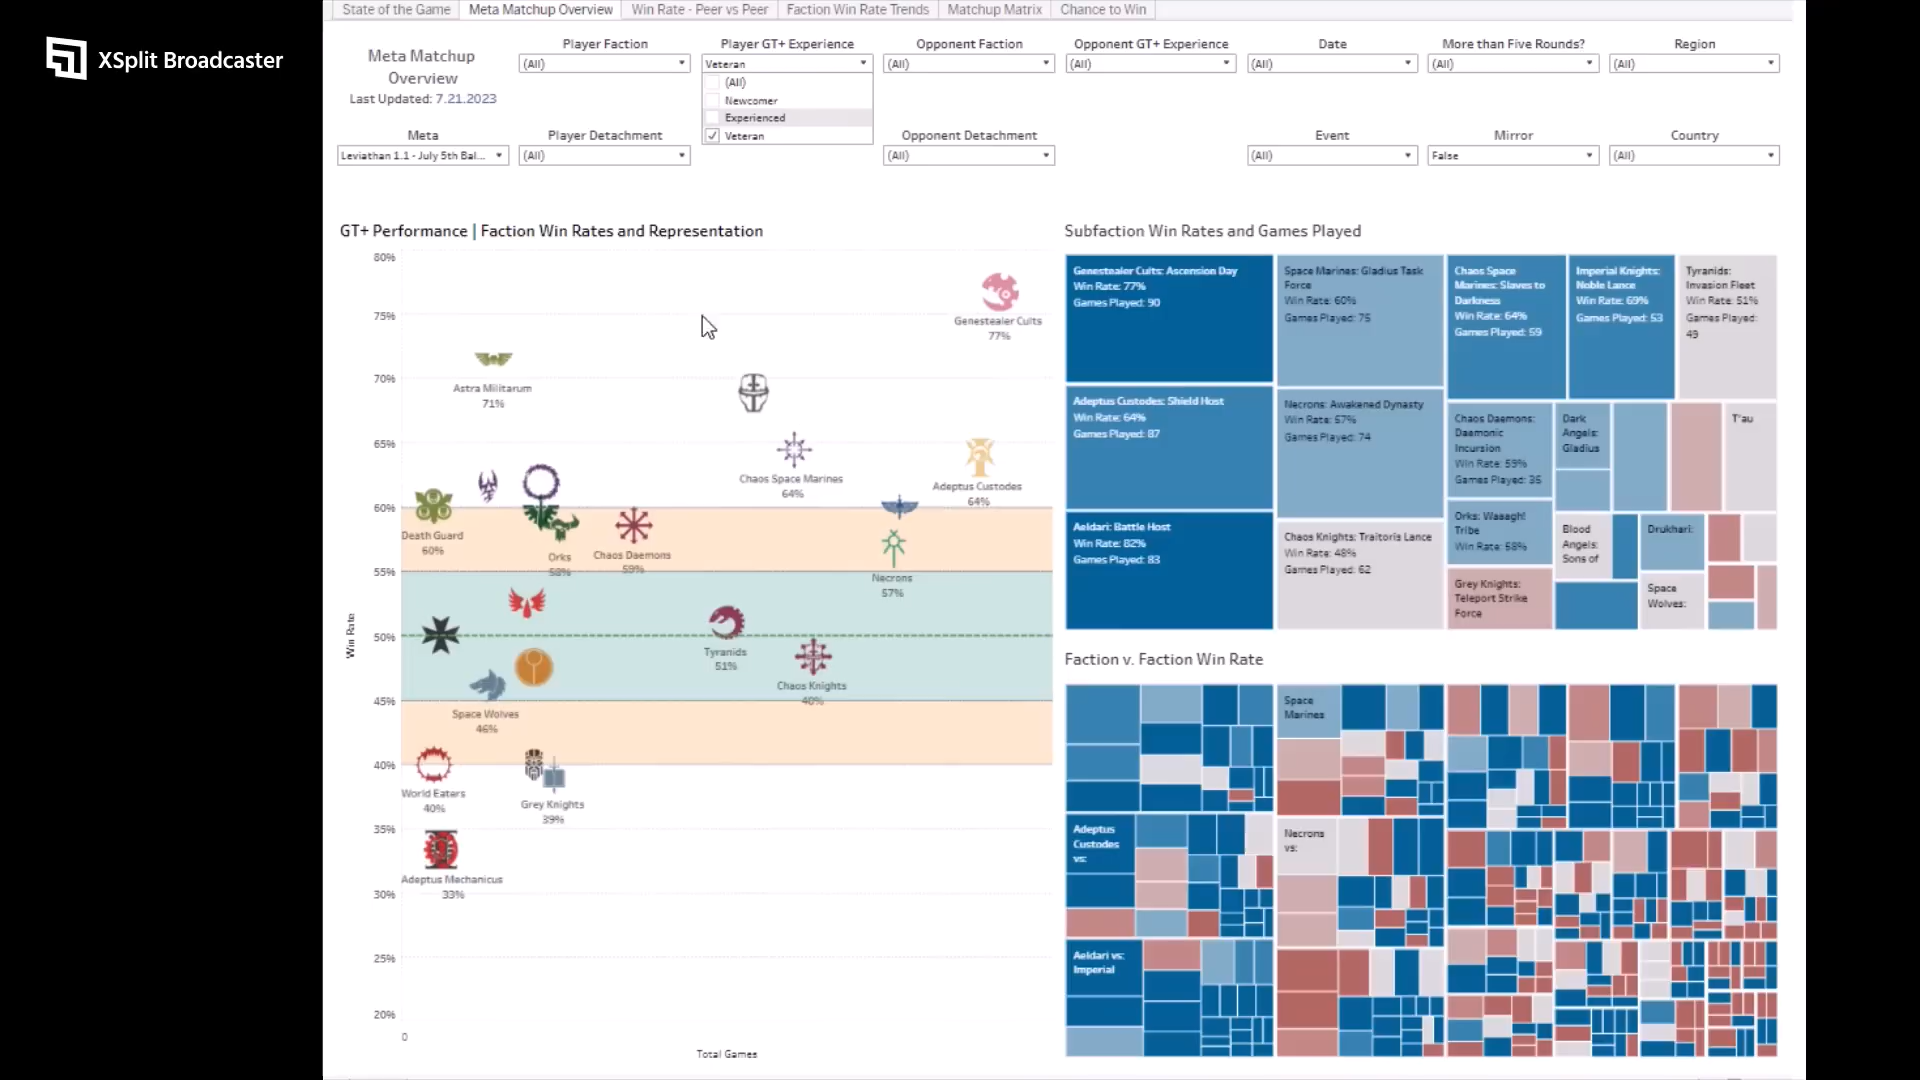 XSplit Broadcaster
State of the Game
Meta Matchup Overview
Win Rate - Peer vs Peer
Faction Win Rate Trends
Matchup Matrix
Chance to Win
Meta Matchup
Overview
Last Updated: 7.21.2023
Player Faction
(All)
Player GT+ Experience
Veteran
(All)
Newcomer
Experienced
Veteran
Opponent Faction
(All)
Opponent GT+ Experience
(All)
Date
(All)
More than Five Rounds?
(All)
Region
(All)
Meta
Leviathan 1.1 - July 5th Bal...
Player Detachment
(All)
Opponent Detachment
(All)
Event
(All)
Mirror
False
Country
(All)
GT+ Performance | Faction Win Rates and Representation
80%
75%
70%
65%
60%
55%
50%
45%
40%
35%
30%
25%
20%
0
Win Rate
Total Games
Genestealer Cults
77%
Astra Militarum
71%
Chaos Space Marines
64%
Adeptus Custodes
64%
Death Guard
60%
Orks
58%
Chaos Daemons
59%
Necrons
57%
Tyranids
51%
Chaos Knights
48%
Space Wolves
46%
World Eaters
40%
Grey Knights
39%
Adeptus Mechanicus
33%
Subfaction Win Rates and Games Played
Genestealer Cults: Ascension Day
Win Rate: 77%
Games Played: 90
Adeptus Custodes: Shield Host
Win Rate: 64%
Games Played: 87
Aeldari: Battle Host
Win Rate: 82%
Games Played: 83
Space Marines: Gladius Task
Force
Win Rate: 60%
Games Played: 75
Necrons: Awakened Dynasty
Win Rate: 57%
Games Played: 74
Chaos Knights: Traitoris Lance
Win Rate: 48%
Games Played: 62
Chaos Space
Marines: Slaves to
Darkness
Win Rate: 64%
Games Played: 59
Imperial Knights:
Noble Lance
Win Rate: 69%
Games Played: 53
Tyranids:
Invasion Fleet
Win Rate: 51%
Games Played:
49
Chaos Daemons:
Daemonic
Incursion
Win Rate: 59%
Games Played: 35
Orks: Waaagh!
Tribe
Win Rate: 58%
Grey Knights:
Teleport Strike
Force
Dark
Angels:
Gladius
T'au
Blood
Angels:
Sons of
Drukhari:
Space
Wolves:
Faction v. Faction Win Rate
Space
Marines
Adeptus
Custodes
vs:
Necrons
vs:
Aeldari vs:
Imperial